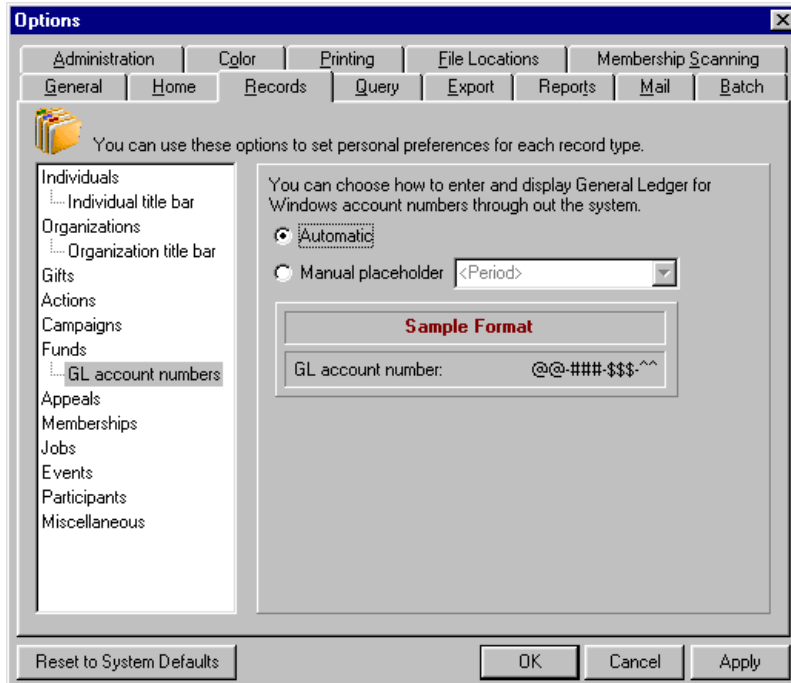 Options
Administration Color Printing File Locations Membership Scanning
General Home Records Query Export Reports Mail Batch
You can use these options to set personal preferences for each record type.
Individuals
Individual title bar
Organizations
Organization title bar
Gifts
Actions
Campaigns
Funds
GL account numbers
Appeals
Memberships
Jobs
Events
Participants
Miscellaneous
You can choose how to enter and display General Ledger for
Windows account numbers through out the system.
Automatic
Manual placeholder <Period>
Sample Format
GL account number: @@-###-$$$-^^
Reset to System Defaults OK Cancel Apply